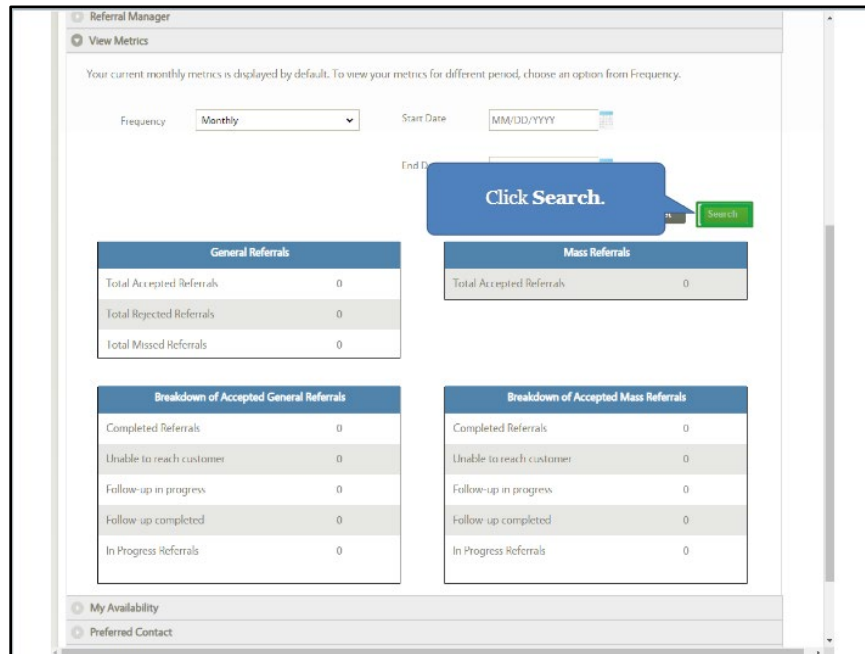 Referral Manager
View Metrics
Your current monthly metrics is displayed by default. To view your metrics for different period, choose an option from Frequency.
Frequency Monthly Start Date MM/DD/YYYY
End D
Click Search.
Search
General Referrals
Total Accepted Referrals 0
Total Rejected Referrals 0
Total Missed Referrals 0
Mass Referrals
Total Accepted Referrals 0
Breakdown of Accepted General Referrals
Completed Referrals 0
Unable to reach customer 0
Follow-up in progress 0
Follow-up completed 0
In Progress Referrals 0
Breakdown of Accepted Mass Referrals
Completed Referrals 0
Unable to reach customer 0
Follow-up in progress 0
Follow-up completed 0
In Progress Referrals 0
My Availability
Preferred Contact